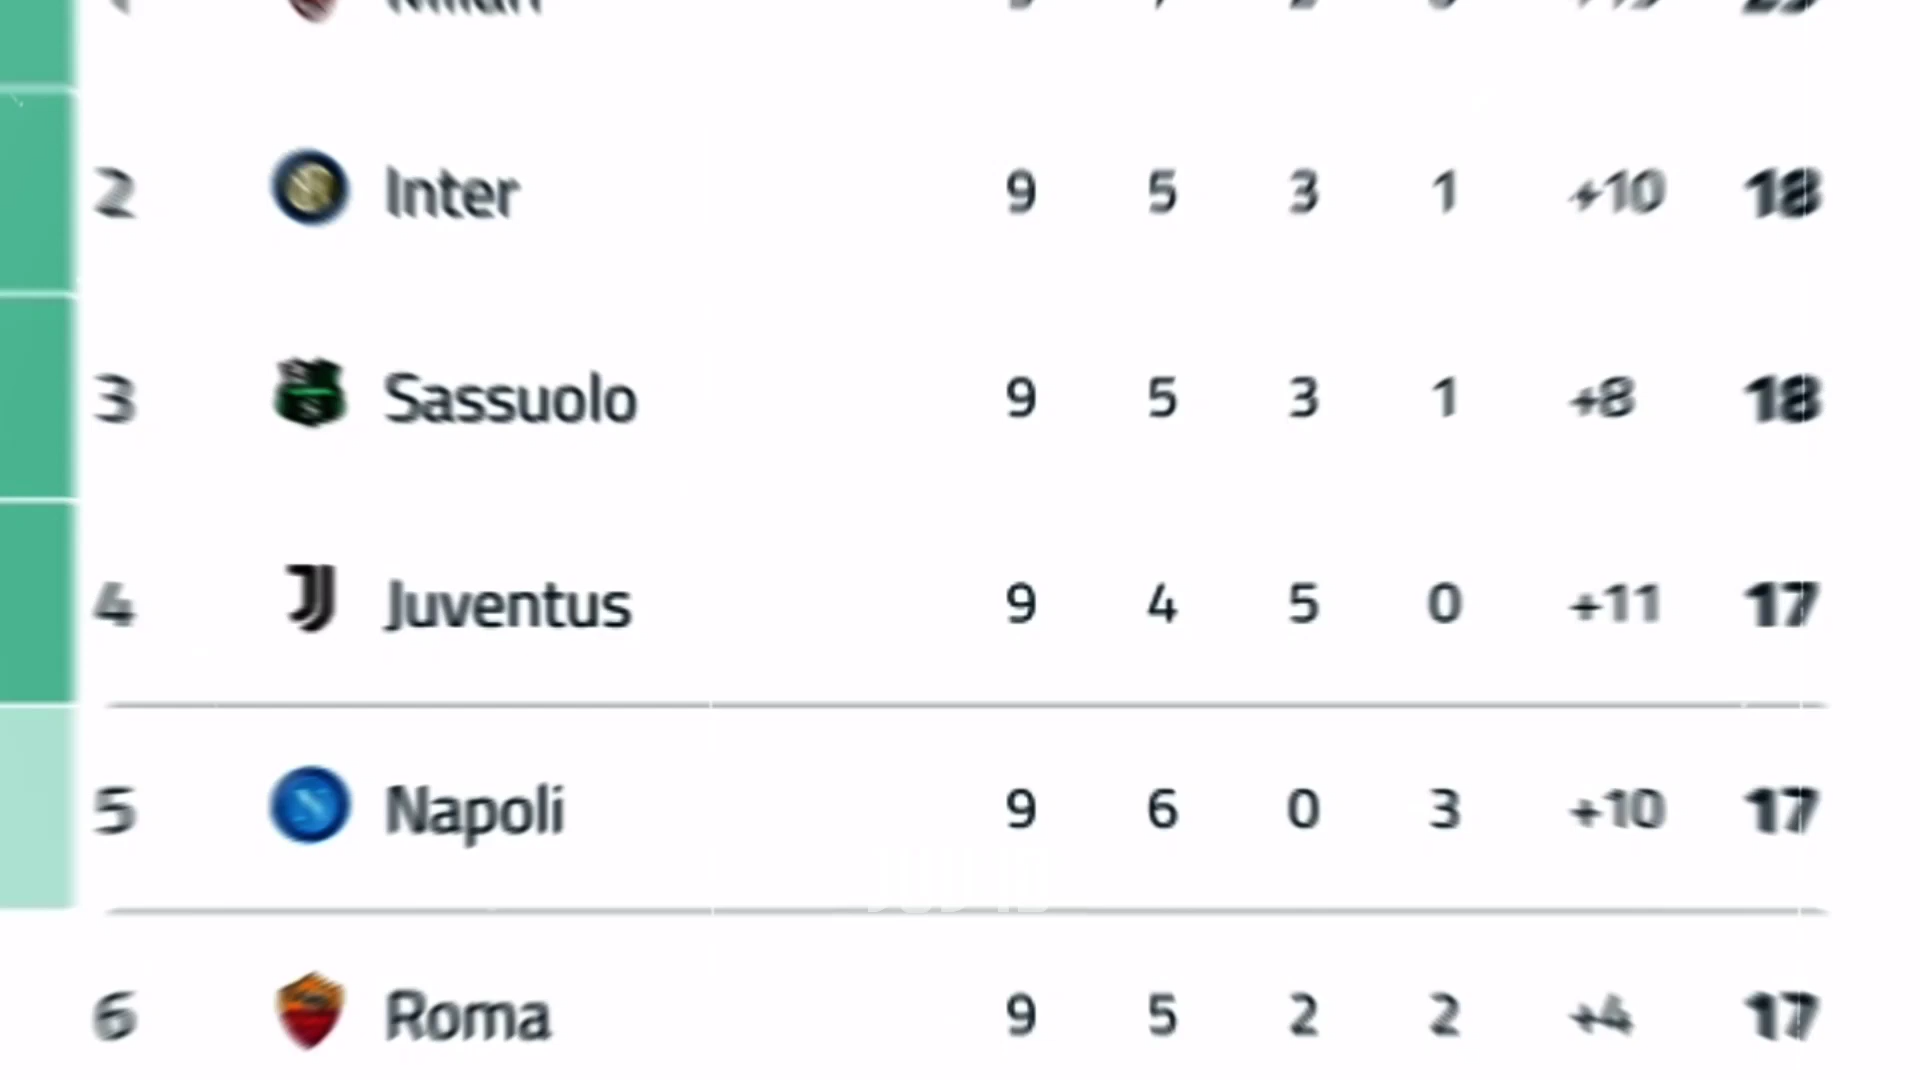 Milan
2 Inter 9 5 3 1 +10 18
3 Sassuolo 9 5 3 1 +8 18
4 Juventus 9 4 5 0 +11 17
5 Napoli 9 6 0 3 +10 17
6 Roma 9 5 2 2 +4 17